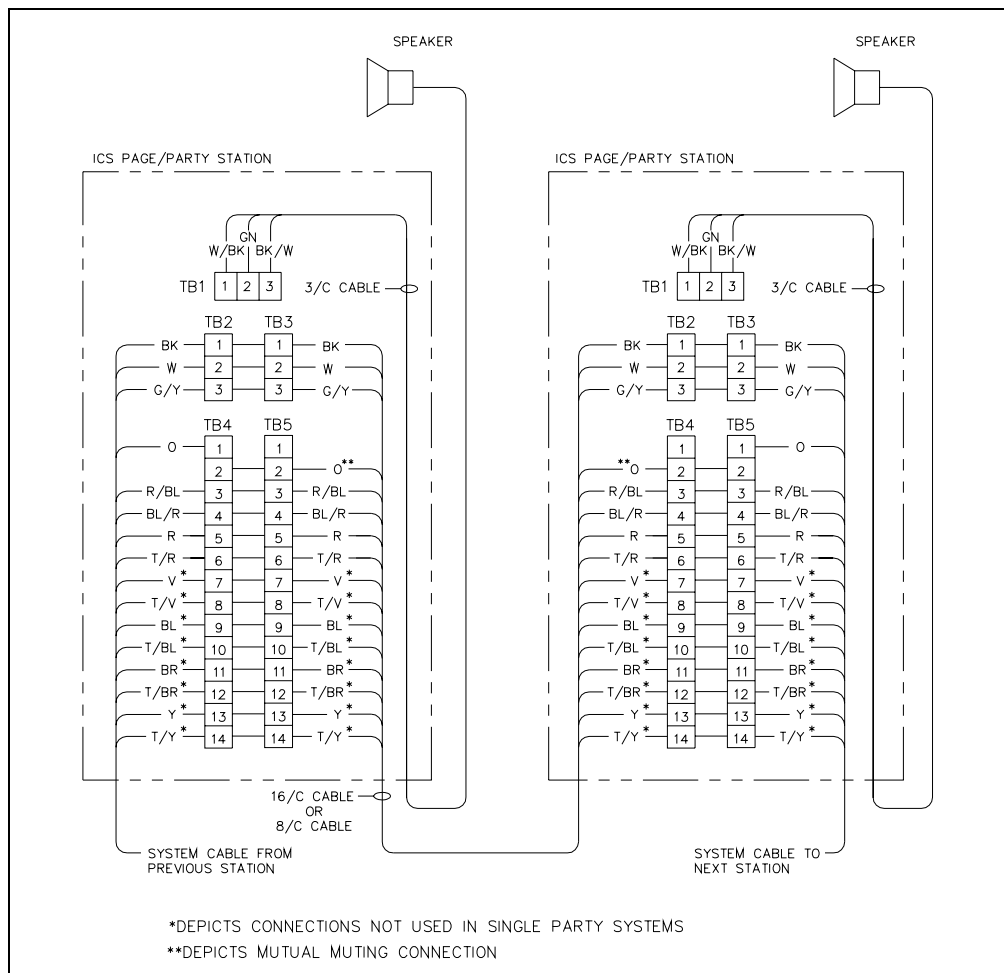 SPEAKER SPEAKER
ICS PAGE/PARTY STATION ICS PAGE/PARTY STATION
GN GN
W/BK BK/W W/BK BK/W
TB1 1 2 3 3/C CABLE TB1 1 2 3 3/C CABLE
TB2 TB3 TB2 TB3
BK 1 1 BK BK 1 1 BK
W 2 2 W W 2 2 W
G/Y 3 3 G/Y G/Y 3 3 G/Y
TB4 TB5 TB4 TB5
O 1 1 1 1 O
2 2 O** **O 2 2
R/BL 3 3 R/BL R/BL 3 3 R/BL
BL/R 4 4 BL/R BL/R 4 4 BL/R
R 5 5 R R 5 5 R
T/R 6 6 T/R T/R 6 6 T/R
V* 7 7 V* V* 7 7 V*
T/V* 8 8 T/V* T/V* 8 8 T/V*
BL* 9 9 BL* BL* 9 9 BL*
T/BL* 10 10 T/BL* T/BL* 10 10 T/BL*
BR* 11 11 BR* BR* 11 11 BR*
T/BR* 12 12 T/BR* T/BR* 12 12 T/BR*
Y* 13 13 Y* Y* 13 13 Y*
T/Y* 14 14 T/Y* T/Y* 14 14 T/Y*
16/C CABLE
OR
8/C CABLE
SYSTEM CABLE FROM
PREVIOUS STATION
SYSTEM CABLE TO
NEXT STATION
*DEPICTS CONNECTIONS NOT USED IN SINGLE PARTY SYSTEMS
**DEPICTS MUTUAL MUTING CONNECTION